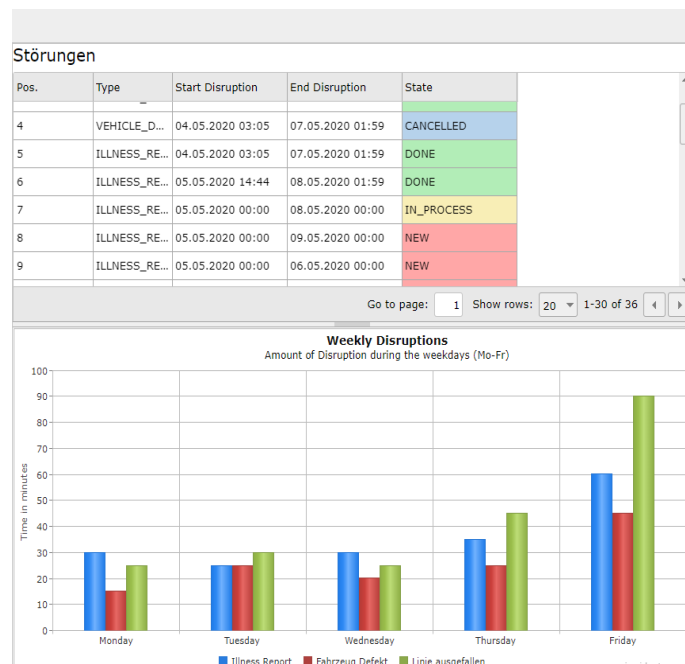 Störungen
Pos. Type Start Disruption End Disruption State
4 VEHICLE_D... 04.05.2020 03:05 07.05.2020 01:59 CANCELLED
5 ILLNESS_RE... 04.05.2020 03:05 07.05.2020 01:59 DONE
6 ILLNESS_RE... 05.05.2020 14:44 08.05.2020 01:59 DONE
7 ILLNESS_RE... 05.05.2020 00:00 08.05.2020 00:00 IN_PROCESS
8 ILLNESS_RE... 05.05.2020 00:00 09.05.2020 00:00 NEW
9 ILLNESS_RE... 05.05.2020 00:00 06.05.2020 00:00 NEW
Go to page: 1 Show rows: 20 1-30 of 36
Weekly Disruptions
Amount of Disruption during the weekdays (Mo-Fr)
Time in minutes
100
90
80
70
60
50
40
30
20
10
0
Monday Tuesday Wednesday Thursday Friday
Illness Report Fahrzeug Defekt Linie ausgefallen